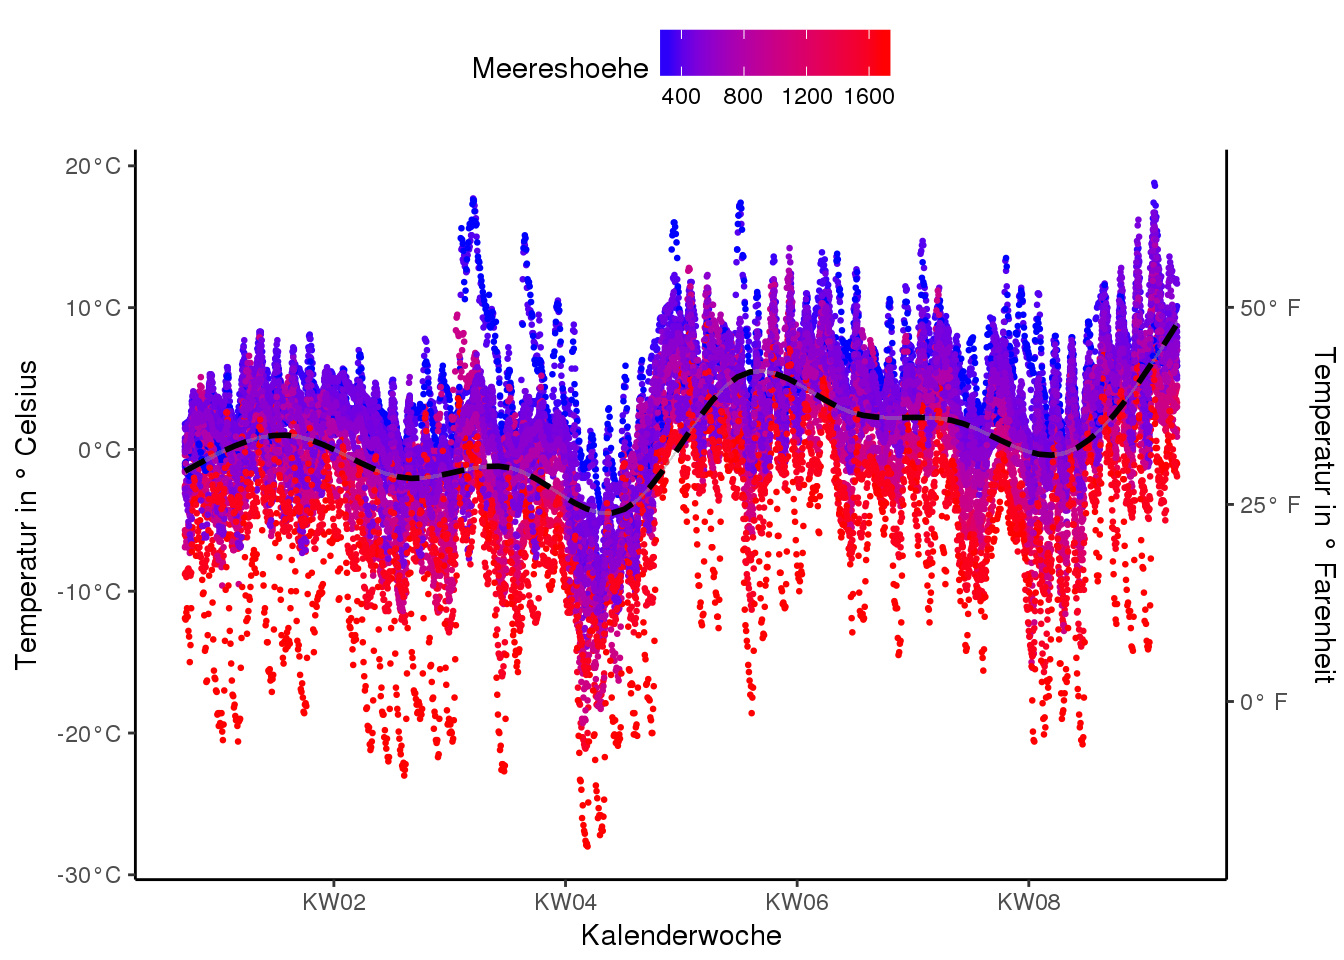 Meereshoehe
400 800 1200 1600
20°C
10°C
0°C
-10°C
-20°C
-30°C
Temperatur in ° Celsius
50° F
25° F
0° F
Temperatur in ° Farenheit
KW02 KW04 KW06 KW08
Kalenderwoche